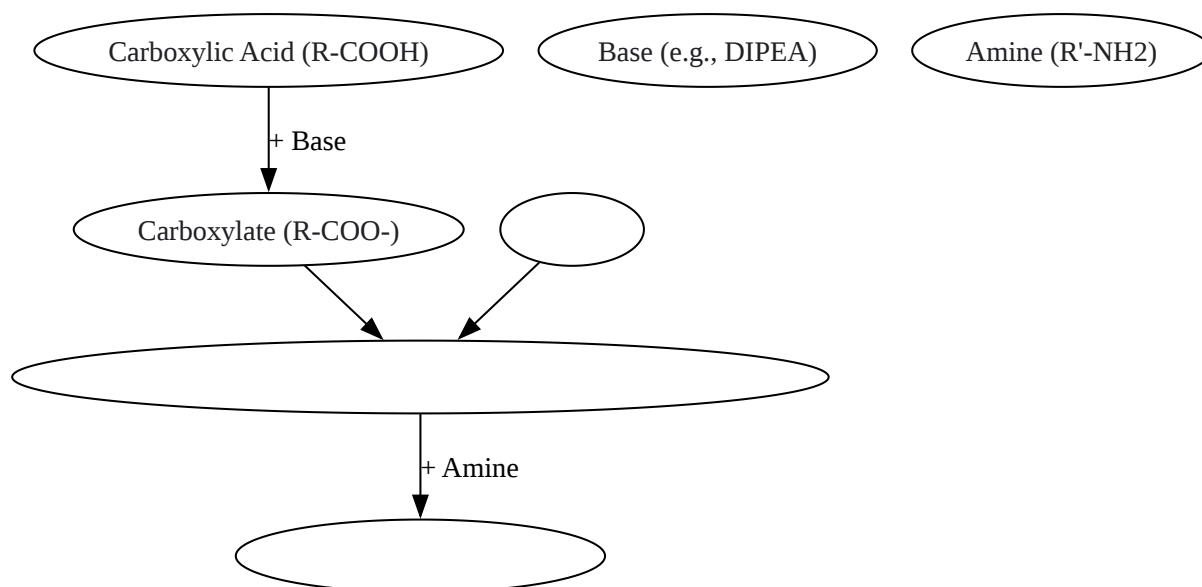 Carboxylic Acid (R-COOH)
Base (e.g., DIPEA)
Amine (R'-NH2)
+ Base
Carboxylate (R-COO-)
+ Amine